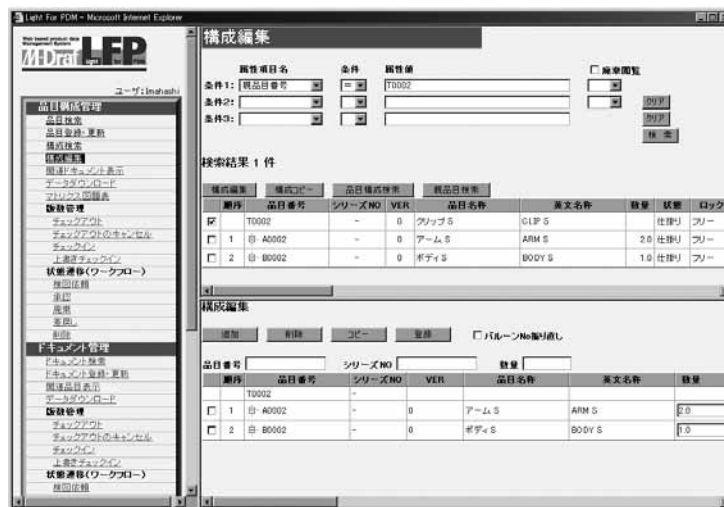 Light For PDM - Microsoft Internet Explorer
Web based product data
Management System
M-Draf LFP
ユーザ:Imahashi
品目構成管理
品目検索
品目登録・更新
構成検索
構成編集
関連ドキュメント表示
データダウンロード
マトリクス図題表
版数管理
チェックアウト
チェックアウトのキャンセル
チェックイン
上書きチェックイン
状態遷移(ワークフロー)
検図依頼
承認
廃棄
差戻し
削除
ドキュメント管理
ドキュメント検索
ドキュメント登録・更新
関連品目表示
データダウンロード
版数管理
チェックアウト
チェックアウトのキャンセル
チェックイン
上書きチェックイン
状態遷移(ワークフロー)
検図依頼
構成編集
属性項目名 条件 属性値 廃棄閲覧
条件1: 親品目番号 = T0002
条件2: クリア
条件3: クリア
検 索
検索結果 1 件
構成編集 構成コピー 品目構成検索 親品目検索
順序 品目番号 シリーズNO VER 品目名称 英文名称 数量 状態 ロック
T0002 - 0 クリップ S CLIP S 仕掛り フリー
1 A0002 - 0 アーム S ARM S 2.0 仕掛り フリー
2 B0002 - 0 ボディ S BODY S 1.0 仕掛り フリー
構成編集
追加 削除 コピー 登録 バルーンNo振り直し
品目番号 シリーズNO 数量
順序 品目番号 シリーズNO VER 品目名称 英文名称 数量
T0002 -
1 A0002 - 0 アーム S ARM S 2.0
2 B0002 - 0 ボディ S BODY S 1.0